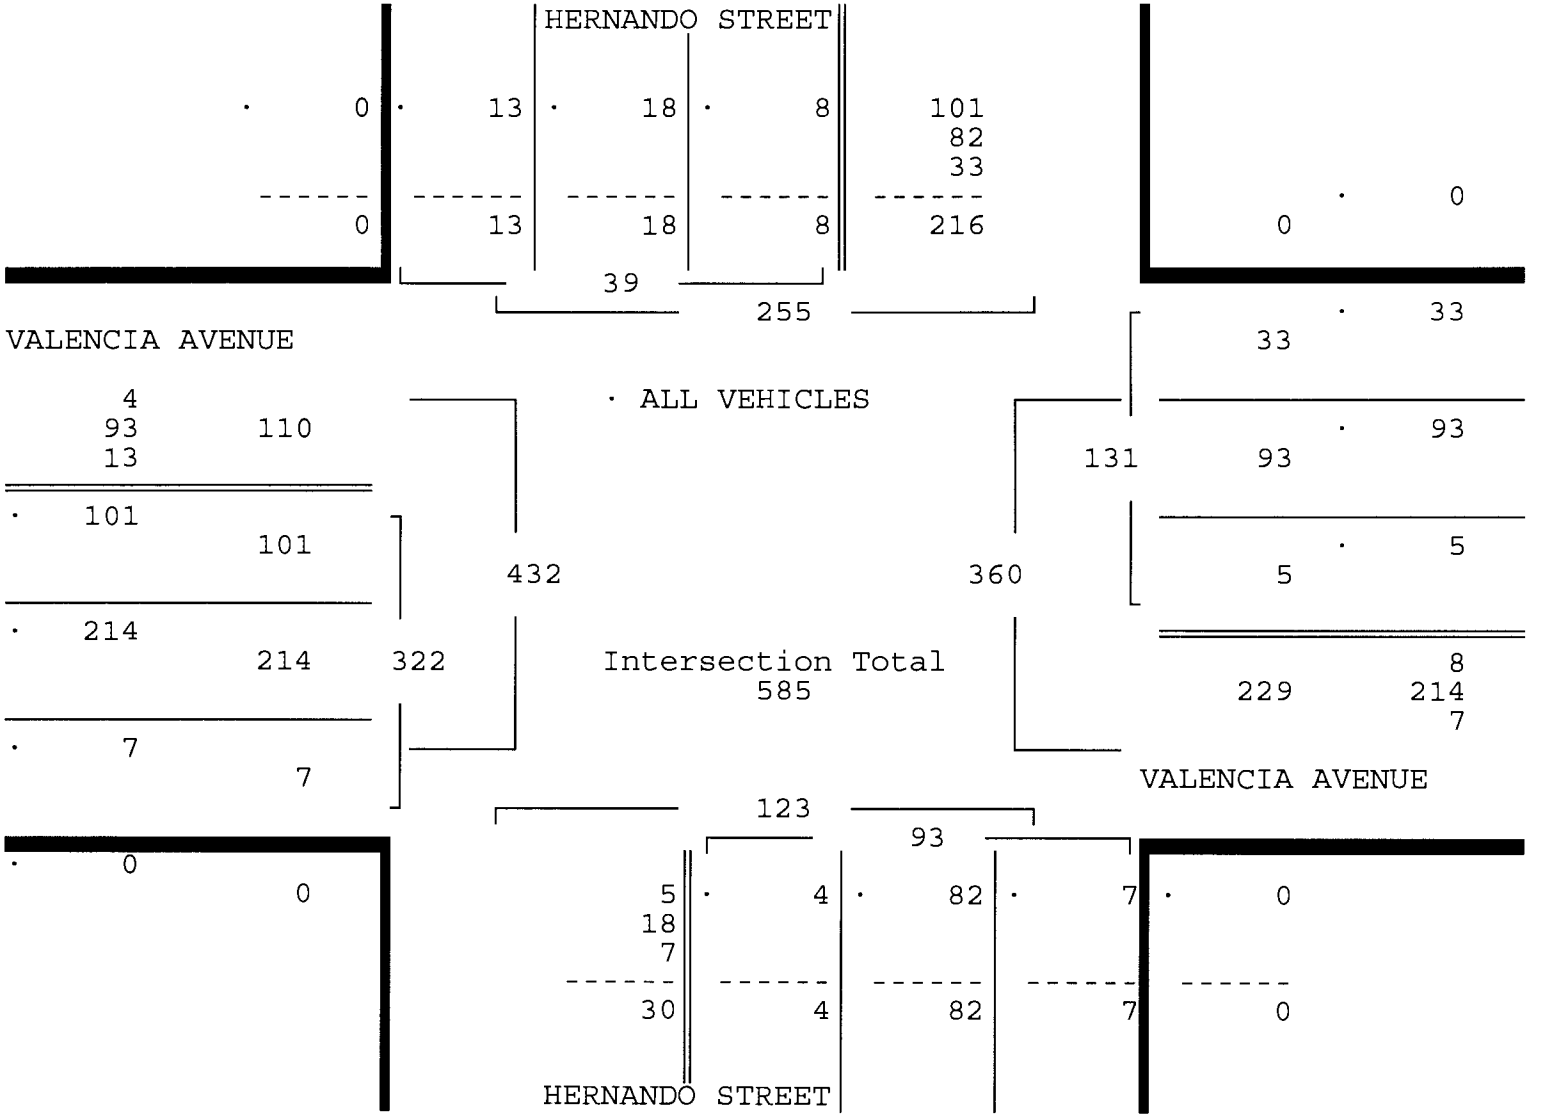 HERNANDO STREET
· 0 · 13 · 18 · 8 101
82
33
------ ------ ------ ------ ------ · 0
0 13 18 8 216 0
39
255 · 33
VALENCIA AVENUE 33
4 · ALL VEHICLES
93 110 · 93
13 131 93
· 101
101 · 5
432 360 5
· 214
214 322 Intersection Total 8
585 229 214
7
· 7
7 VALENCIA AVENUE
123
93
· 0
0 5 · 4 · 82 · 7 · 0
18
7
------ ------ ------ ------ ------
30 4 82 7 0
HERNANDO STREET